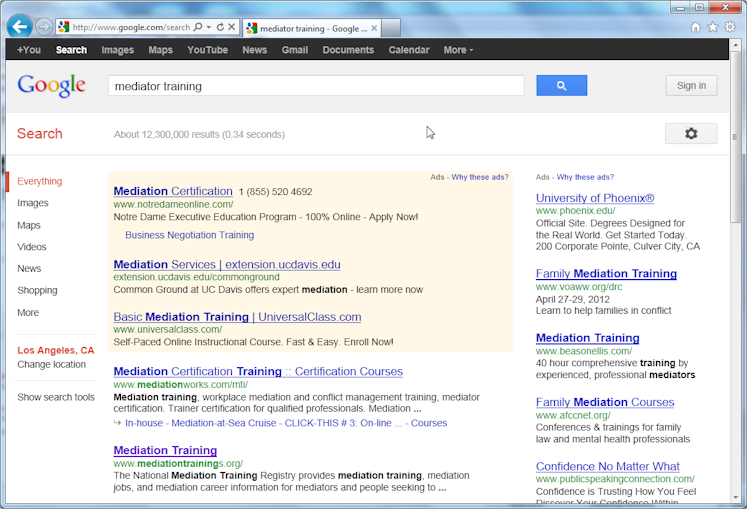 http://www.google.com/search
mediator training - Google ...
+You Search Images Maps YouTube News Gmail Documents Calendar More
Google
mediator training
Sign in
Search
About 12,300,000 results (0.34 seconds)
Everything
Images
Maps
Videos
News
Shopping
More
Los Angeles, CA
Change location
Show search tools
Ads - Why these ads?
Mediation Certification 1 (855) 520 4692
www.notredameonline.com/
Notre Dame Executive Education Program - 100% Online - Apply Now!
Business Negotiation Training
Mediation Services | extension.ucdavis.edu
extension.ucdavis.edu/commonground
Common Ground at UC Davis offers expert mediation - learn more now
Basic Mediation Training | UniversalClass.com
www.universalclass.com/
Self-Paced Online Instructional Course. Fast & Easy. Enroll Now!
Mediation Certification Training :: Certification Courses
www.mediationworks.com/mti/
Mediation training, workplace mediation and conflict management training, mediator
certification. Trainer certification for qualified professionals. Mediation ...
In-house - Mediation-at-Sea Cruise - CLICK-THIS # 3: On-line ... - Courses
Mediation Training
www.mediationtrainings.org/
The National Mediation Training Registry provides mediation training, mediation
jobs, and mediation career information for mediators and people seeking to ...
Ads - Why these ads?
University of Phoenix®
www.phoenix.edu/
Official Site. Degrees Designed for
the Real World. Get Started Today.
200 Corporate Pointe, Culver City, CA
Family Mediation Training
www.voaww.org/drc
April 27-29, 2012
Learn to help families in conflict
Mediation Training
www.beasonellis.com/
40 hour comprehensive training by
experienced, professional mediators
Family Mediation Courses
www.afccnet.org/
Conferences & trainings for family
law and mental health professionals
Confidence No Matter What
www.publicspeakingconnection.com/
Confidence is Trusting How You Feel
Discover Your Confidence Within